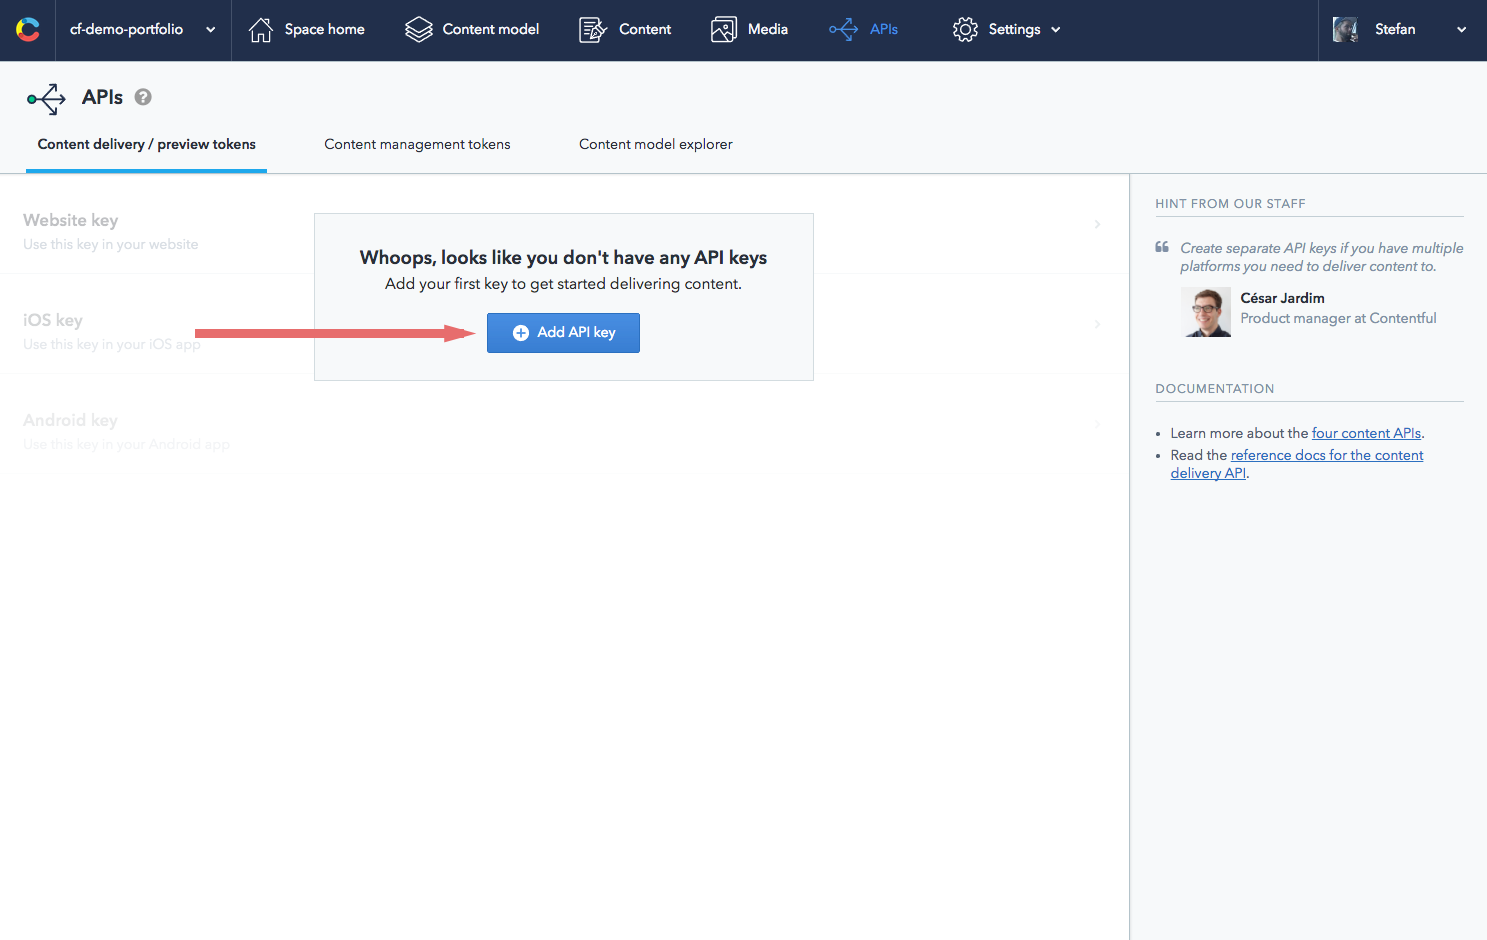 cf-demo-portfolio
Space home
Content model
Content
Media
APIs
Settings
Stefan
APIs ?
Content delivery / preview tokens
Content management tokens
Content model explorer
Website key
Use this key in your website
iOS key
Use this key in your iOS app
Android key
Use this key in your Android app
Whoops, looks like you don't have any API keys
Add your first key to get started delivering content.
Add API key
HINT FROM OUR STAFF
“ Create separate API keys if you have multiple
platforms you need to deliver content to.
César Jardim
Product manager at Contentful
DOCUMENTATION
• Learn more about the four content APIs.
• Read the reference docs for the content
delivery API.